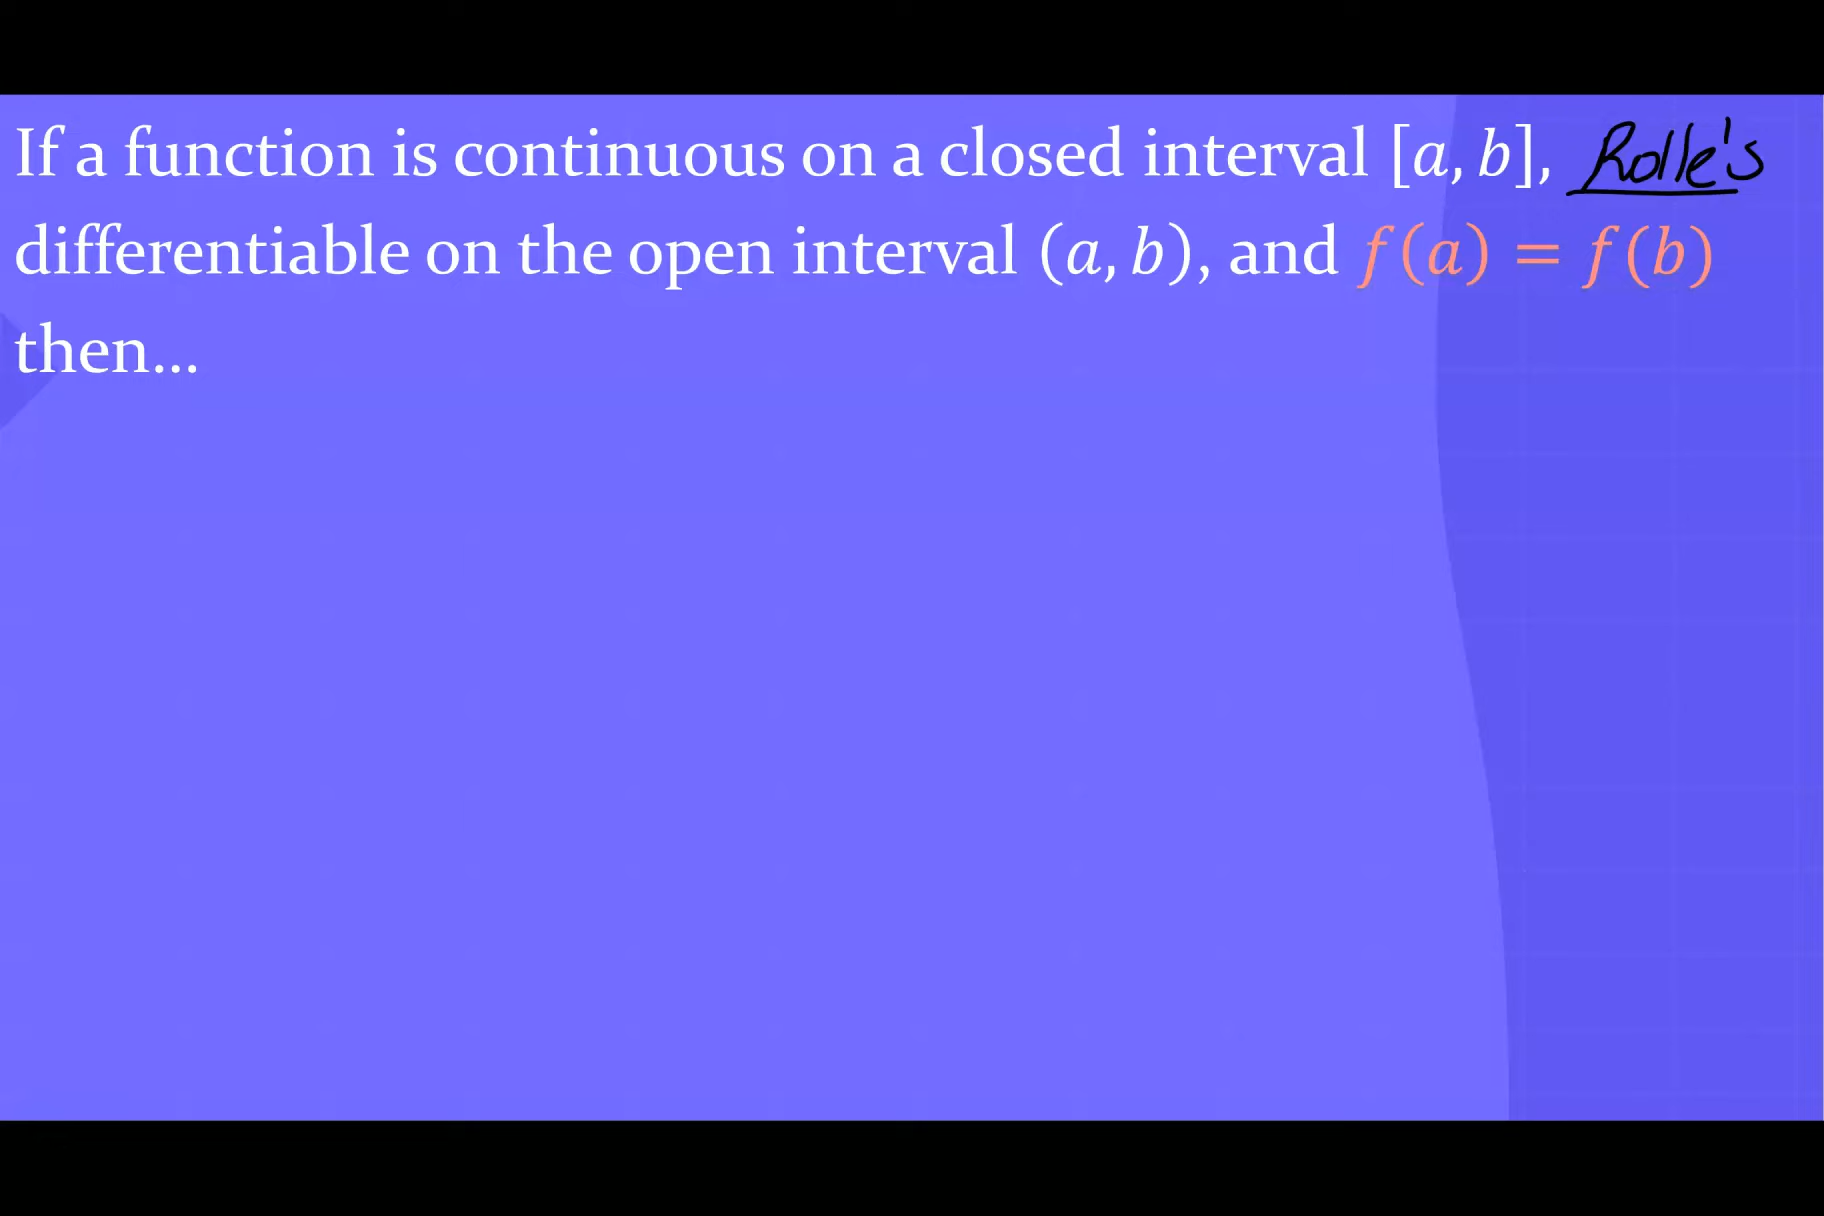 If a function is continuous on a closed interval [a, b], Rolle's
differentiable on the open interval (a, b), and f(a) = f(b)
then...